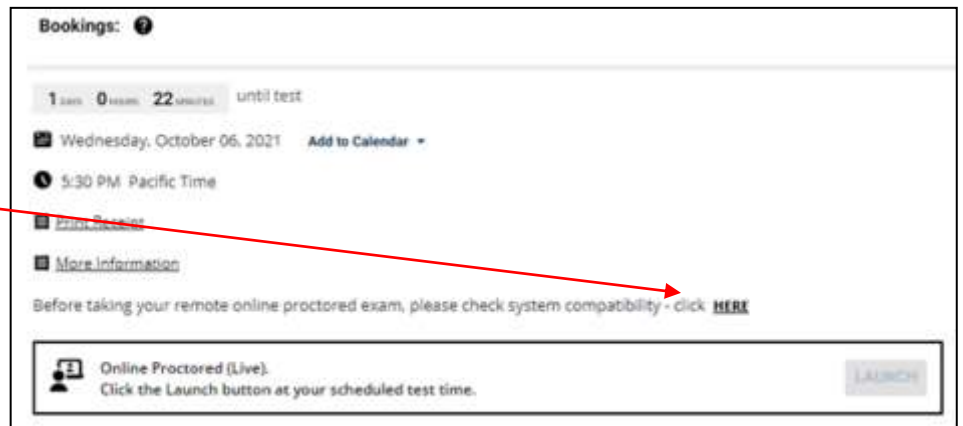 Bookings: ?
1 DAYS 0 HOURS 22 MINUTES until test
Wednesday, October 06, 2021 Add to Calendar
5:30 PM Pacific Time
Print Receipt
More Information
Before taking your remote online proctored exam, please check system compatibility - click HERE
Online Proctored (Live).
Click the Launch button at your scheduled test time.
LAUNCH